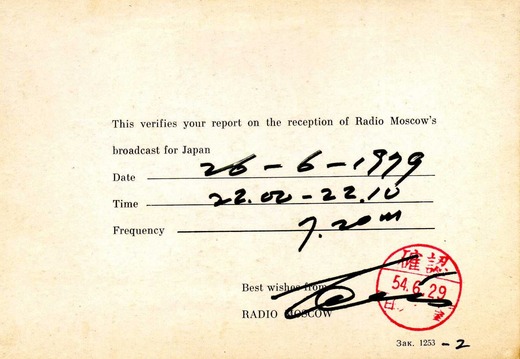 This verifies your report on the reception of Radio Moscow's
broadcast for Japan
Date 26-6-1979
Time 22.00-22.10
Frequency 7.20m
Best wishes from
RADIO MOSCOW
確認
54.6.29
Зак. 1253 -2